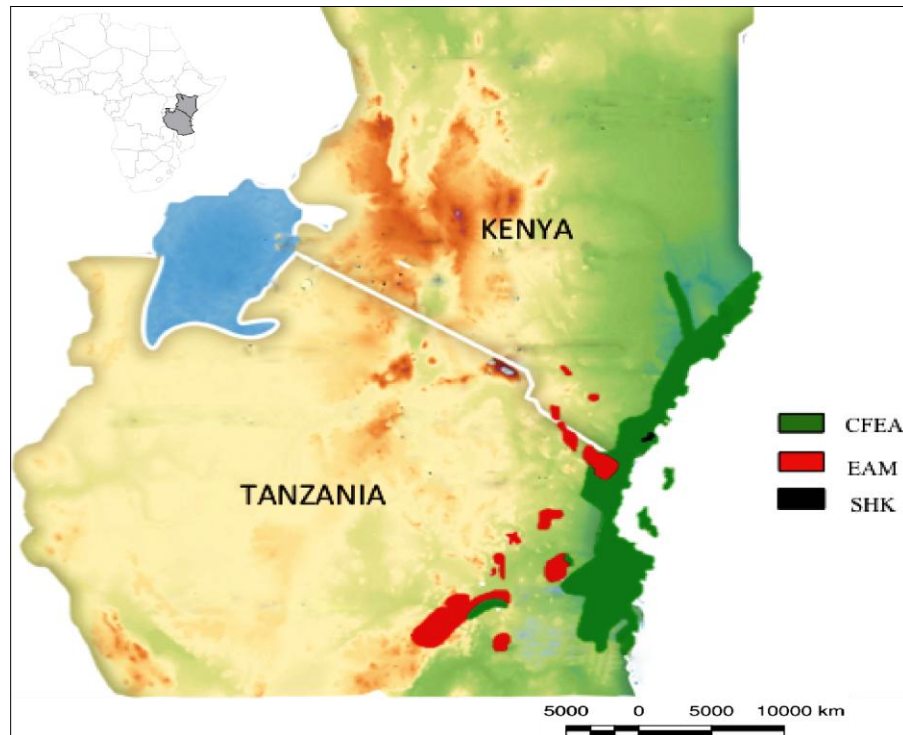 KENYA
TANZANIA
CFEA
EAM
SHK
5000 0 5000 10000 km